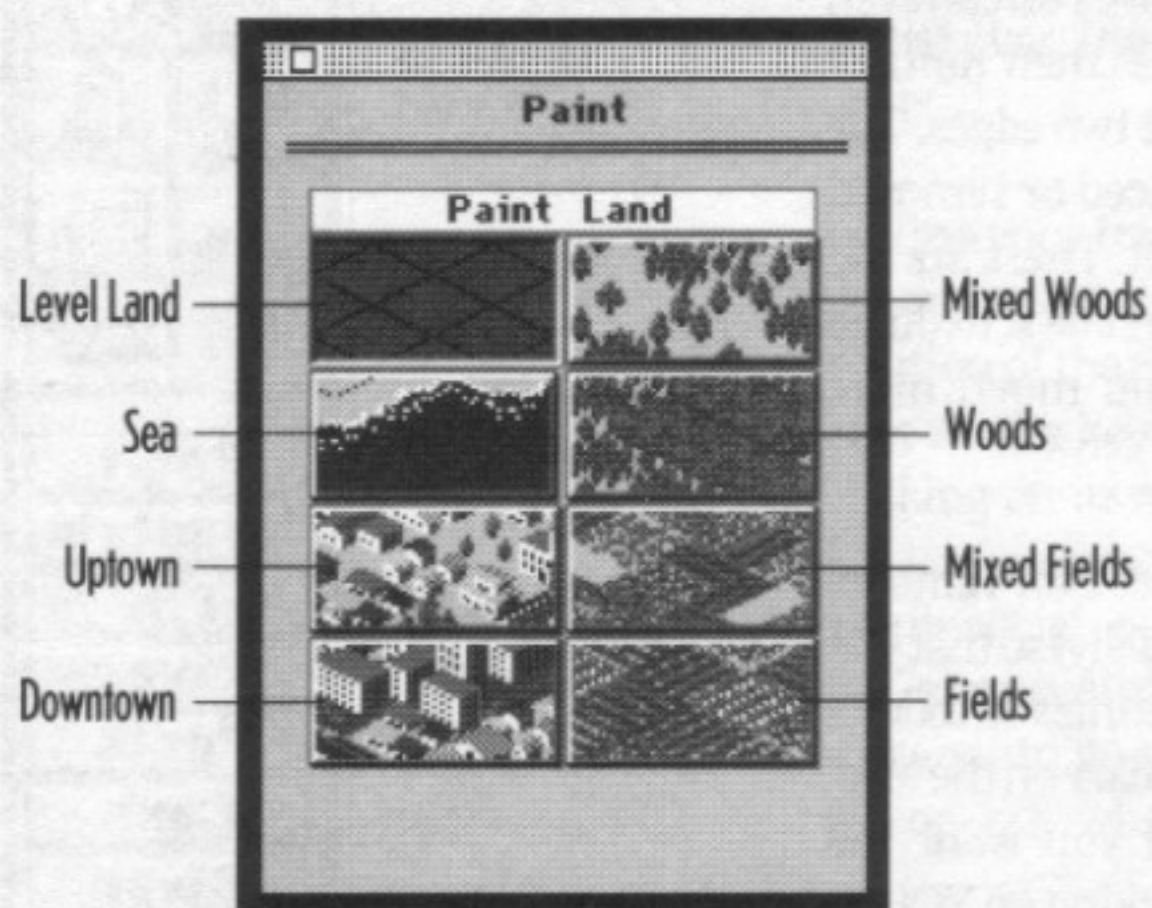 Paint
Paint Land
Level Land
Mixed Woods
Sea
Woods
Uptown
Mixed Fields
Downtown
Fields